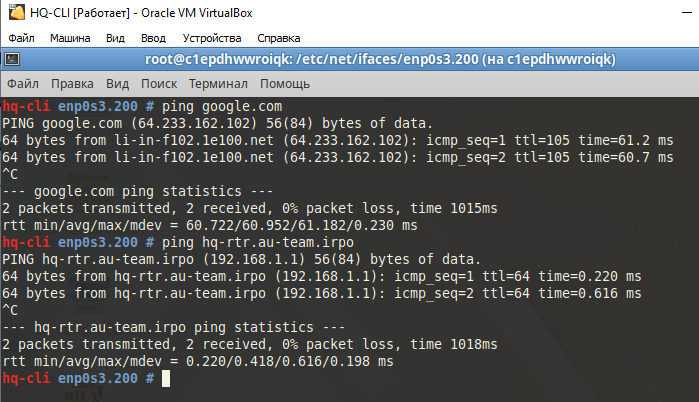 HQ-CLI [Работает] - Oracle VM VirtualBox
Файл Машина Вид Ввод Устройства Справка
root@c1epdhwwroiqk: /etc/net/ifaces/enp0s3.200 (на c1epdhwwroiqk)
Файл Правка Вид Поиск Терминал Помощь
hq-cli enp0s3.200 # ping google.com
PING google.com (64.233.162.102) 56(84) bytes of data.
64 bytes from li-in-f102.1e100.net (64.233.162.102): icmp_seq=1 ttl=105 time=61.2 ms
64 bytes from li-in-f102.1e100.net (64.233.162.102): icmp_seq=2 ttl=105 time=60.7 ms
^C
--- google.com ping statistics ---
2 packets transmitted, 2 received, 0% packet loss, time 1015ms
rtt min/avg/max/mdev = 60.722/60.952/61.182/0.230 ms
hq-cli enp0s3.200 # ping hq-rtr.au-team.irpo
PING hq-rtr.au-team.irpo (192.168.1.1) 56(84) bytes of data.
64 bytes from hq-rtr.au-team.irpo (192.168.1.1): icmp_seq=1 ttl=64 time=0.220 ms
64 bytes from hq-rtr.au-team.irpo (192.168.1.1): icmp_seq=2 ttl=64 time=0.616 ms
^C
--- hq-rtr.au-team.irpo ping statistics ---
2 packets transmitted, 2 received, 0% packet loss, time 1018ms
rtt min/avg/max/mdev = 0.220/0.418/0.616/0.198 ms
hq-cli enp0s3.200 #